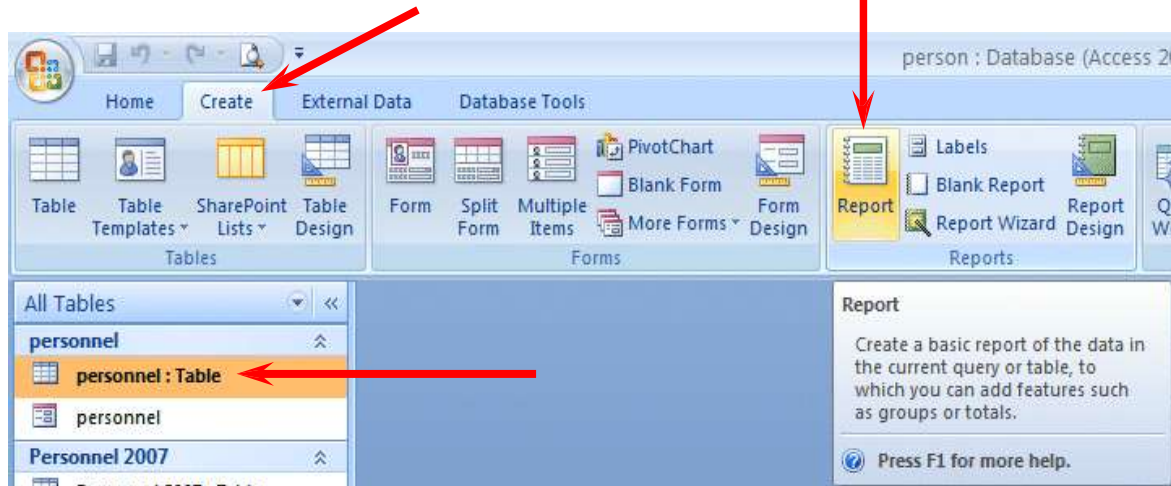 person : Database (Access 20
Home Create External Data Database Tools
Table
Table Templates
SharePoint Lists
Table Design
Tables
Form
Split Form
Multiple Items
PivotChart
Blank Form
More Forms
Form Design
Forms
Report
Labels
Blank Report
Report Wizard
Report Design
Reports
All Tables
personnel
personnel : Table
personnel
Personnel 2007
Report
Create a basic report of the data in
the current query or table, to
which you can add features such
as groups or totals.
Press F1 for more help.